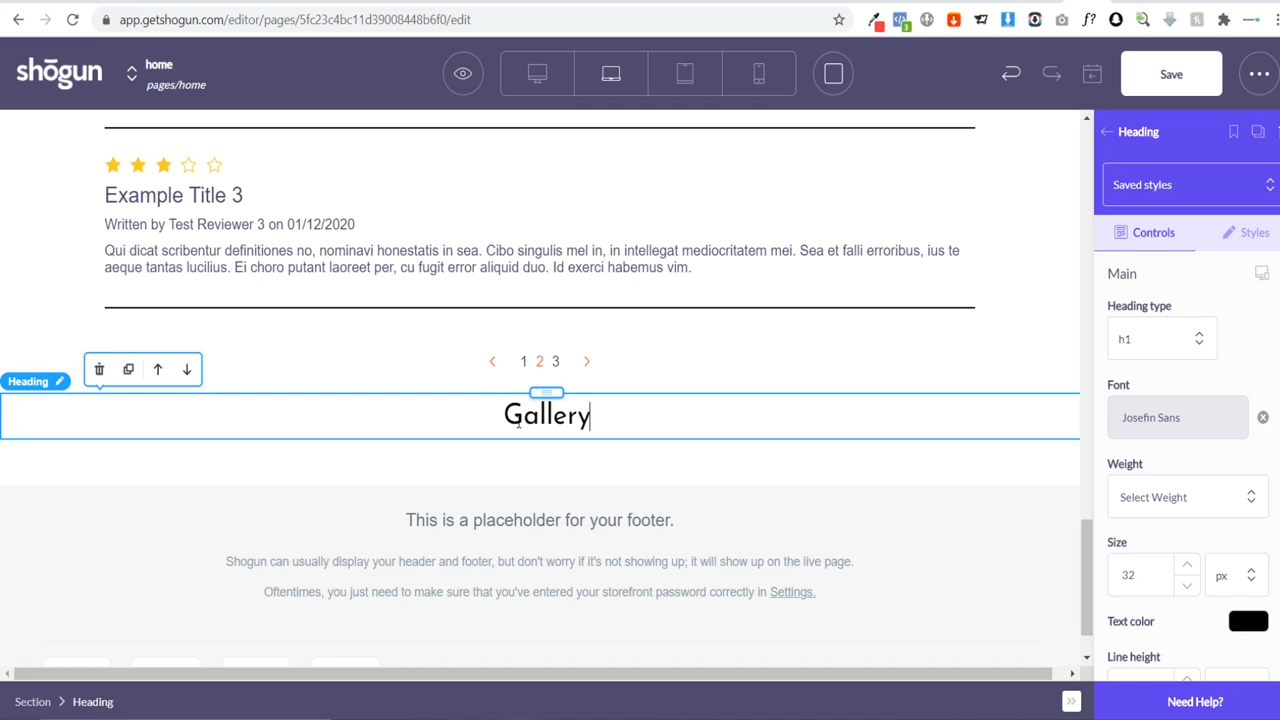 app.getshogun.com/editor/pages/5fc23c4bc11d39008448b6f0/edit
3
f?
shōgun
home
pages/home
Save
Heading
Saved styles
Controls
Styles
Main
Heading type
h1
Font
Josefin Sans
Weight
Select Weight
Size
32
px
Text color
Line height
Need Help?
Example Title 3
Written by Test Reviewer 3 on 01/12/2020
Qui dicat scribentur definitiones no, nominavi honestatis in sea. Cibo singulis mel in, in intellegat mediocritatem mei. Sea et falli erroribus, ius te
aeque tantas lucilius. Ei choro putant laoreet per, cu fugit error aliquid duo. Id exerci habemus vim.
1 2 3
Heading
Gallery
This is a placeholder for your footer.
Shogun can usually display your header and footer, but don't worry if it's not showing up; it will show up on the live page.
Oftentimes, you just need to make sure that you've entered your storefront password correctly in Settings.
Section > Heading